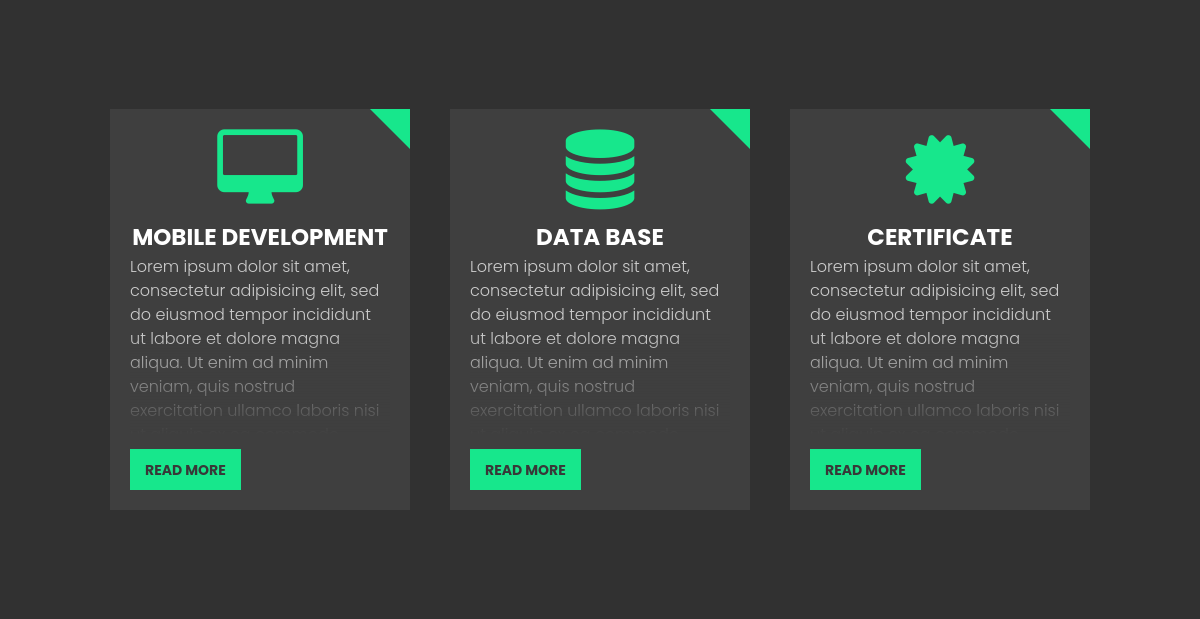 MOBILE DEVELOPMENT
Lorem ipsum dolor sit amet,
consectetur adipisicing elit, sed
do eiusmod tempor incididunt
ut labore et dolore magna
aliqua. Ut enim ad minim
veniam, quis nostrud
exercitation ullamco laboris nisi
READ MORE
DATA BASE
Lorem ipsum dolor sit amet,
consectetur adipisicing elit, sed
do eiusmod tempor incididunt
ut labore et dolore magna
aliqua. Ut enim ad minim
veniam, quis nostrud
exercitation ullamco laboris nisi
READ MORE
CERTIFICATE
Lorem ipsum dolor sit amet,
consectetur adipisicing elit, sed
do eiusmod tempor incididunt
ut labore et dolore magna
aliqua. Ut enim ad minim
veniam, quis nostrud
exercitation ullamco laboris nisi
READ MORE